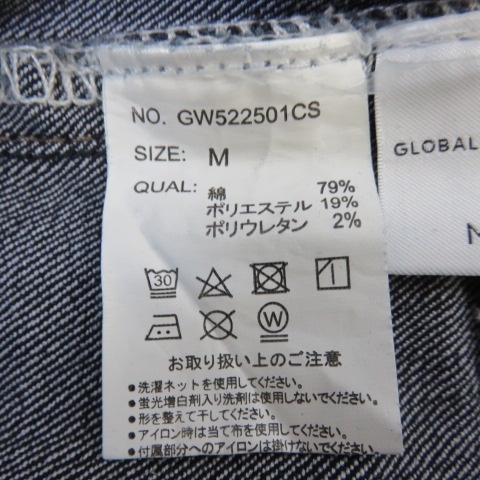 NO. GW522501CS
SIZE: M
QUAL: 綿 79%
ポリエステル 19%
ポリウレタン 2%
30
W
お取り扱い上のご注意
●洗濯ネットを使用してください。
●蛍光増白剤入り洗剤は使用しないでください。
●形を整えて干してください。
●アイロン時は当て布を使用してください。
●付属部分へのアイロンは掛けないでください。
GLOBAL